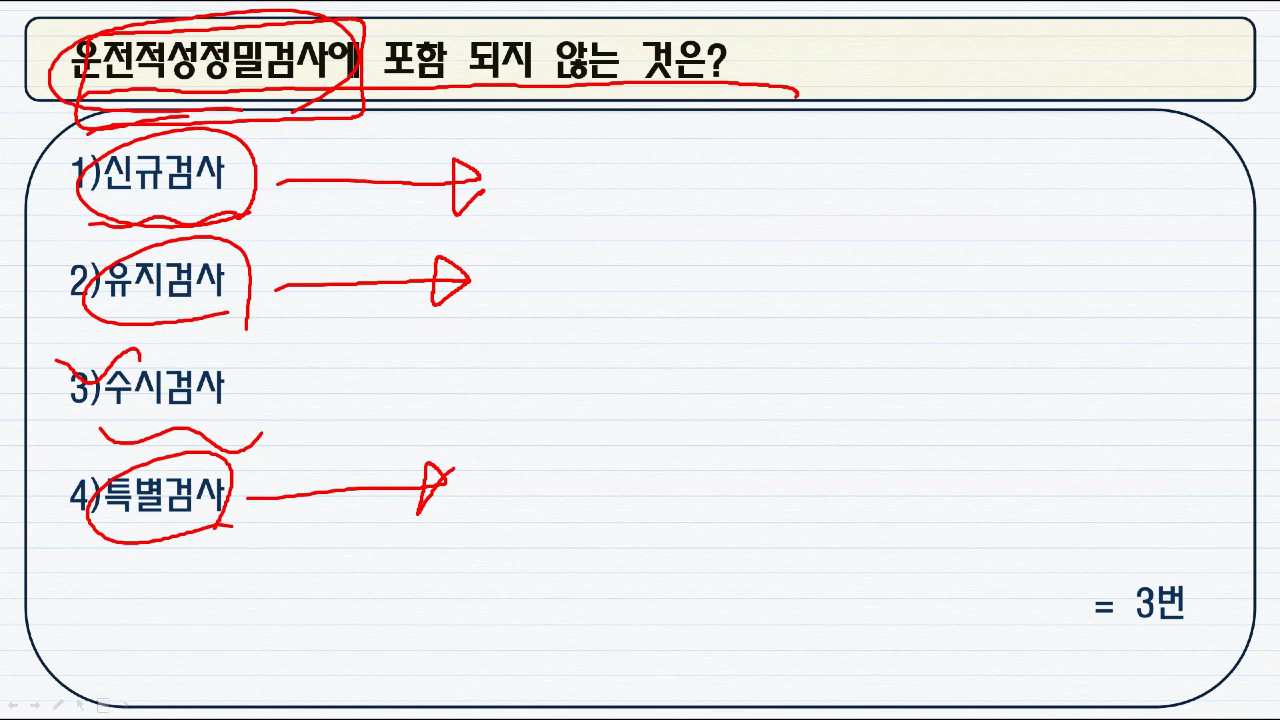 운전적성정밀검사에 포함 되지 않는 것은?
1)신규검사
2)유지검사
3)수시검사
4)특별검사
= 3번